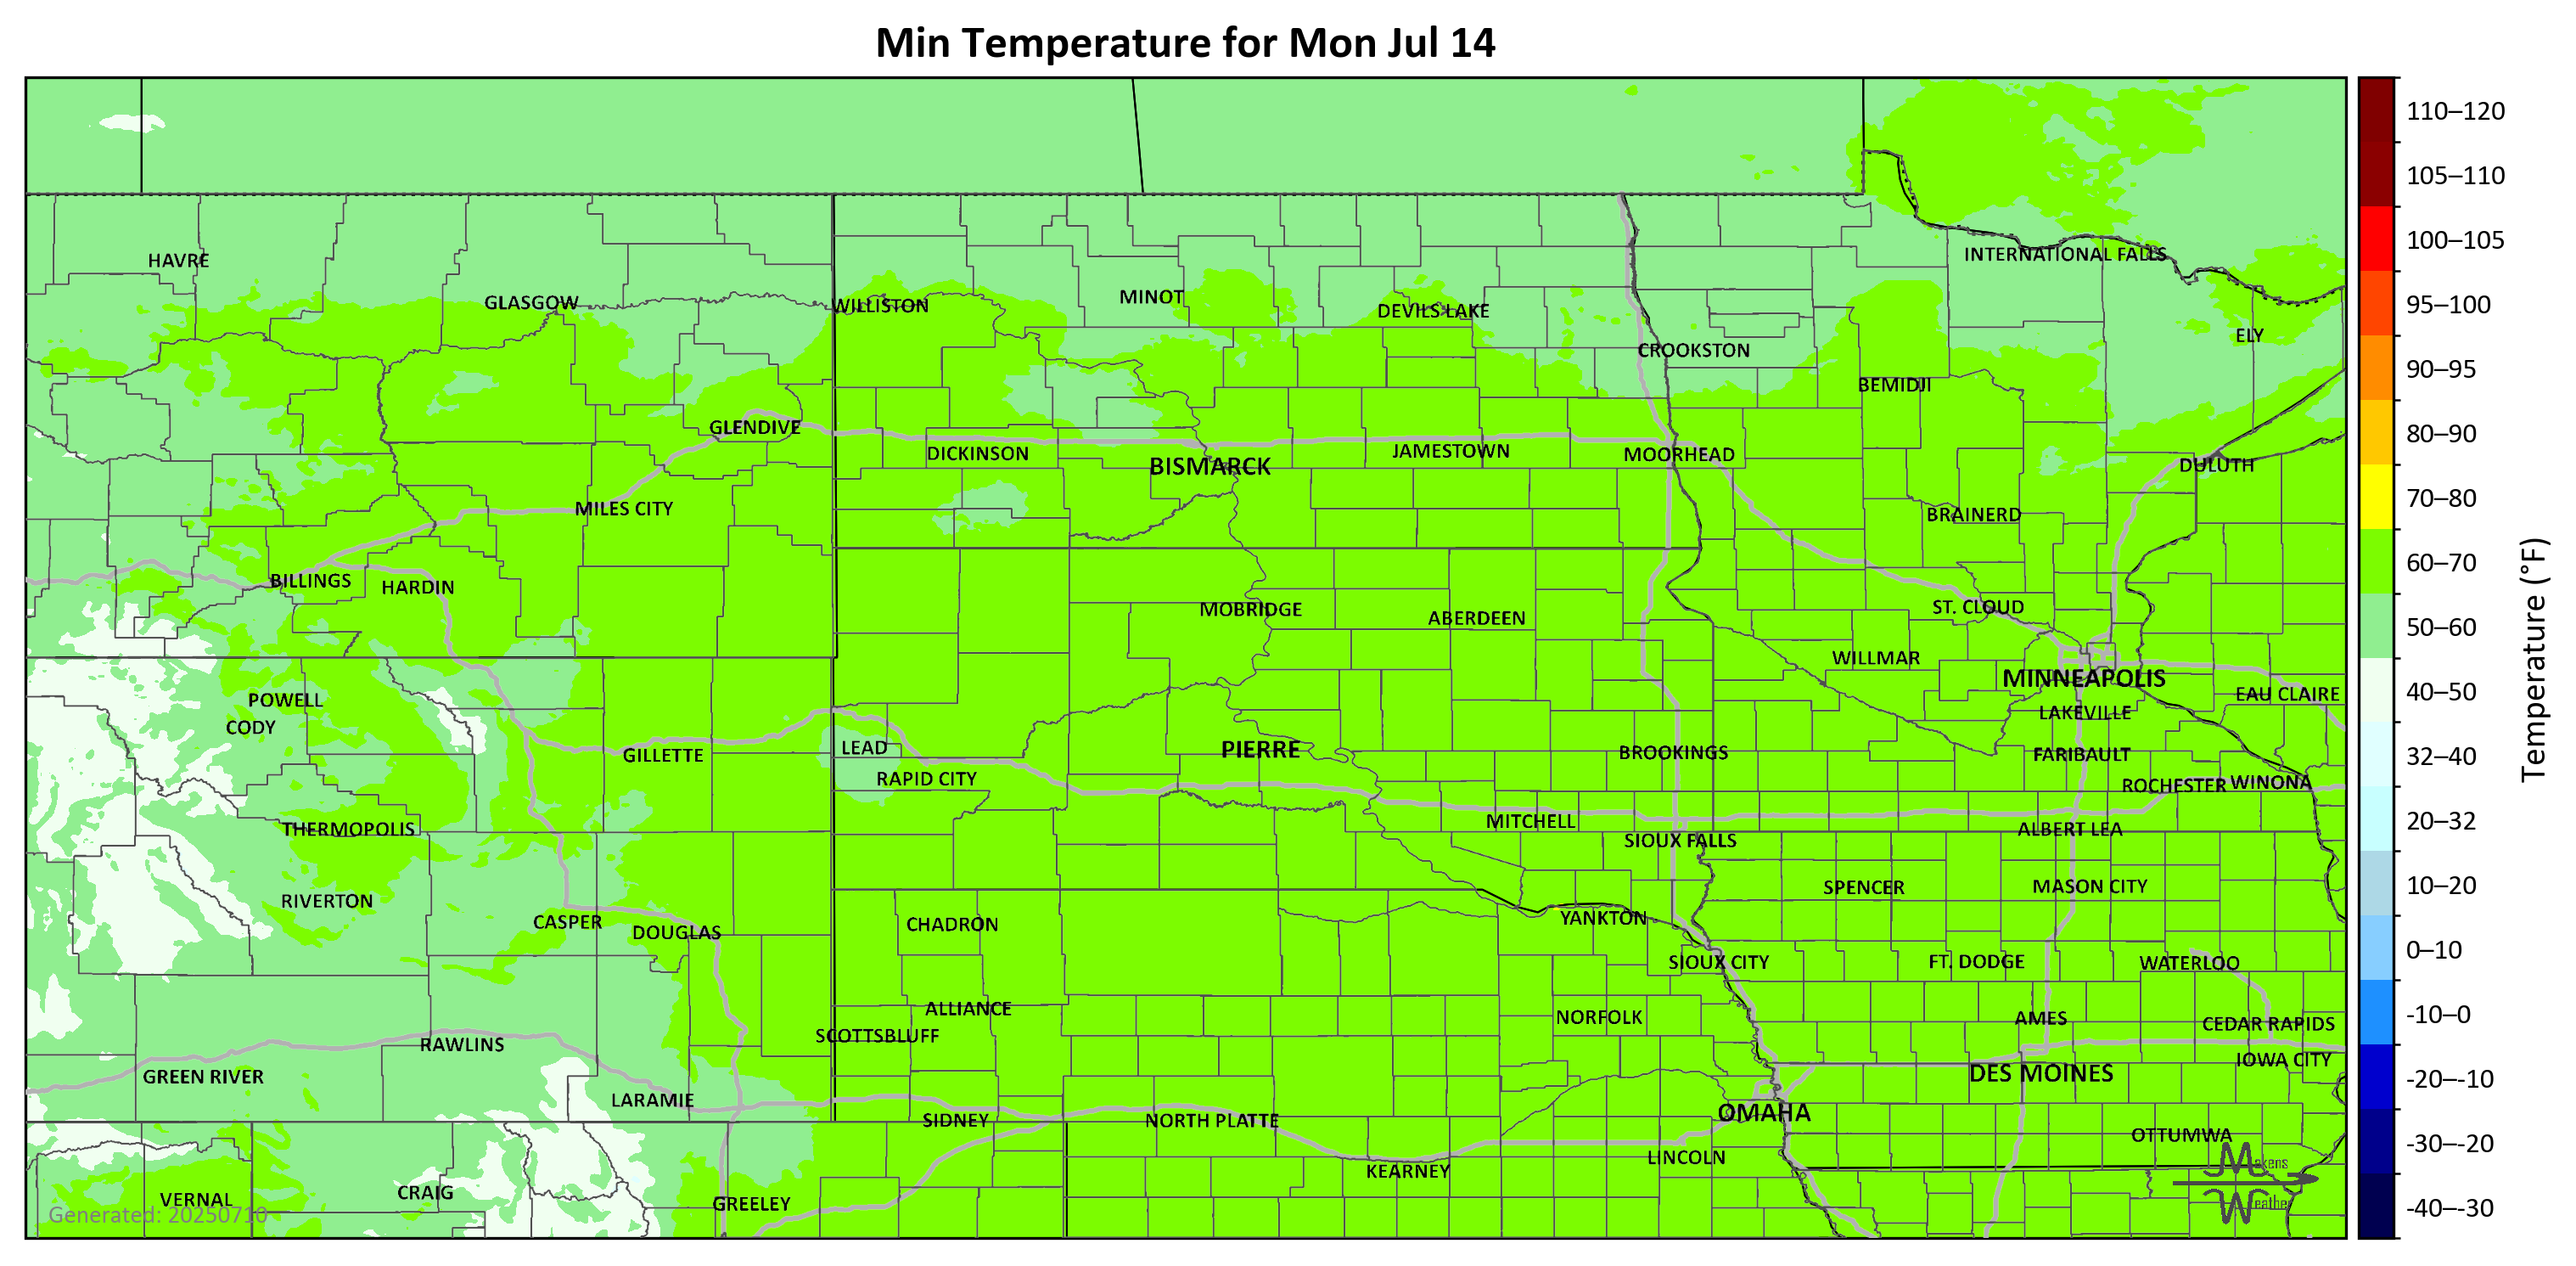 Min Temperature for Mon Jul 14
110–120
105–110
100–105
95–100
90–95
80–90
70–80
60–70
50–60
40–50
32–40
20–32
10–20
0–10
-10–0
-20–-10
-30–-20
-40–-30
Temperature (°F)
HAVRE
INTERNATIONAL FALLS
GLASGOW
WILLISTON
MINOT
DEVILS LAKE
ELY
CROOKSTON
BEMIDJI
GLENDIVE
DICKINSON
BISMARCK
JAMESTOWN
MOORHEAD
DULUTH
MILES CITY
BRAINERD
BILLINGS
HARDIN
MOBRIDGE
ABERDEEN
ST. CLOUD
WILLMAR
MINNEAPOLIS
POWELL
EAU CLAIRE
CODY
LAKEVILLE
GILLETTE
LEAD
PIERRE
BROOKINGS
FARIBAULT
RAPID CITY
ROCHESTER
WINONA
THERMOPOLIS
MITCHELL
SIOUX FALLS
ALBERT LEA
RIVERTON
SPENCER
MASON CITY
CASPER
DOUGLAS
CHADRON
YANKTON
SIOUX CITY
FT. DODGE
WATERLOO
ALLIANCE
NORFOLK
AMES
CEDAR RAPIDS
SCOTTSBLUFF
RAWLINS
IOWA CITY
GREEN RIVER
DES MOINES
LARAMIE
SIDNEY
NORTH PLATTE
OMAHA
OTTUMWA
KEARNEY
LINCOLN
VERNAL
CRAIG
GREELEY
Generated: 20250710
Makens
Weather